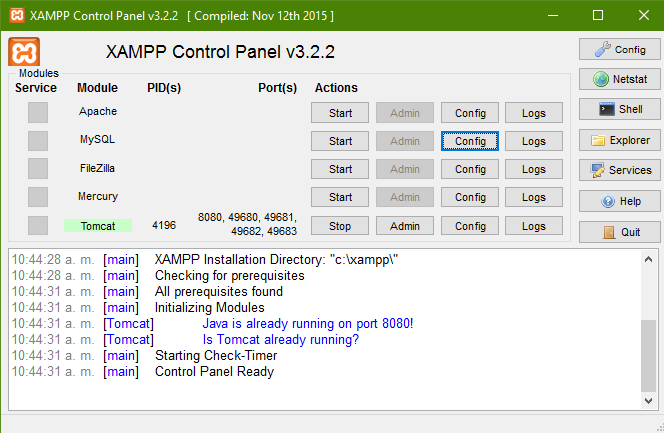 XAMPP Control Panel v3.2.2 [ Compiled: Nov 12th 2015 ]
XAMPP Control Panel v3.2.2
Config
Modules
Service Module PID(s) Port(s) Actions
Netstat
Apache Start Admin Config Logs
Shell
MySQL Start Admin Config Logs
Explorer
FileZilla Start Admin Config Logs
Services
Mercury Start Admin Config Logs
Help
Tomcat 4196 8080, 49680, 49681, 49682, 49683 Stop Admin Config Logs
Quit
10:44:28 a. m. [main] XAMPP Installation Directory: "c:\xampp\"
10:44:28 a. m. [main] Checking for prerequisites
10:44:31 a. m. [main] All prerequisites found
10:44:31 a. m. [main] Initializing Modules
10:44:31 a. m. [Tomcat] Java is already running on port 8080!
10:44:31 a. m. [Tomcat] Is Tomcat already running?
10:44:31 a. m. [main] Starting Check-Timer
10:44:31 a. m. [main] Control Panel Ready